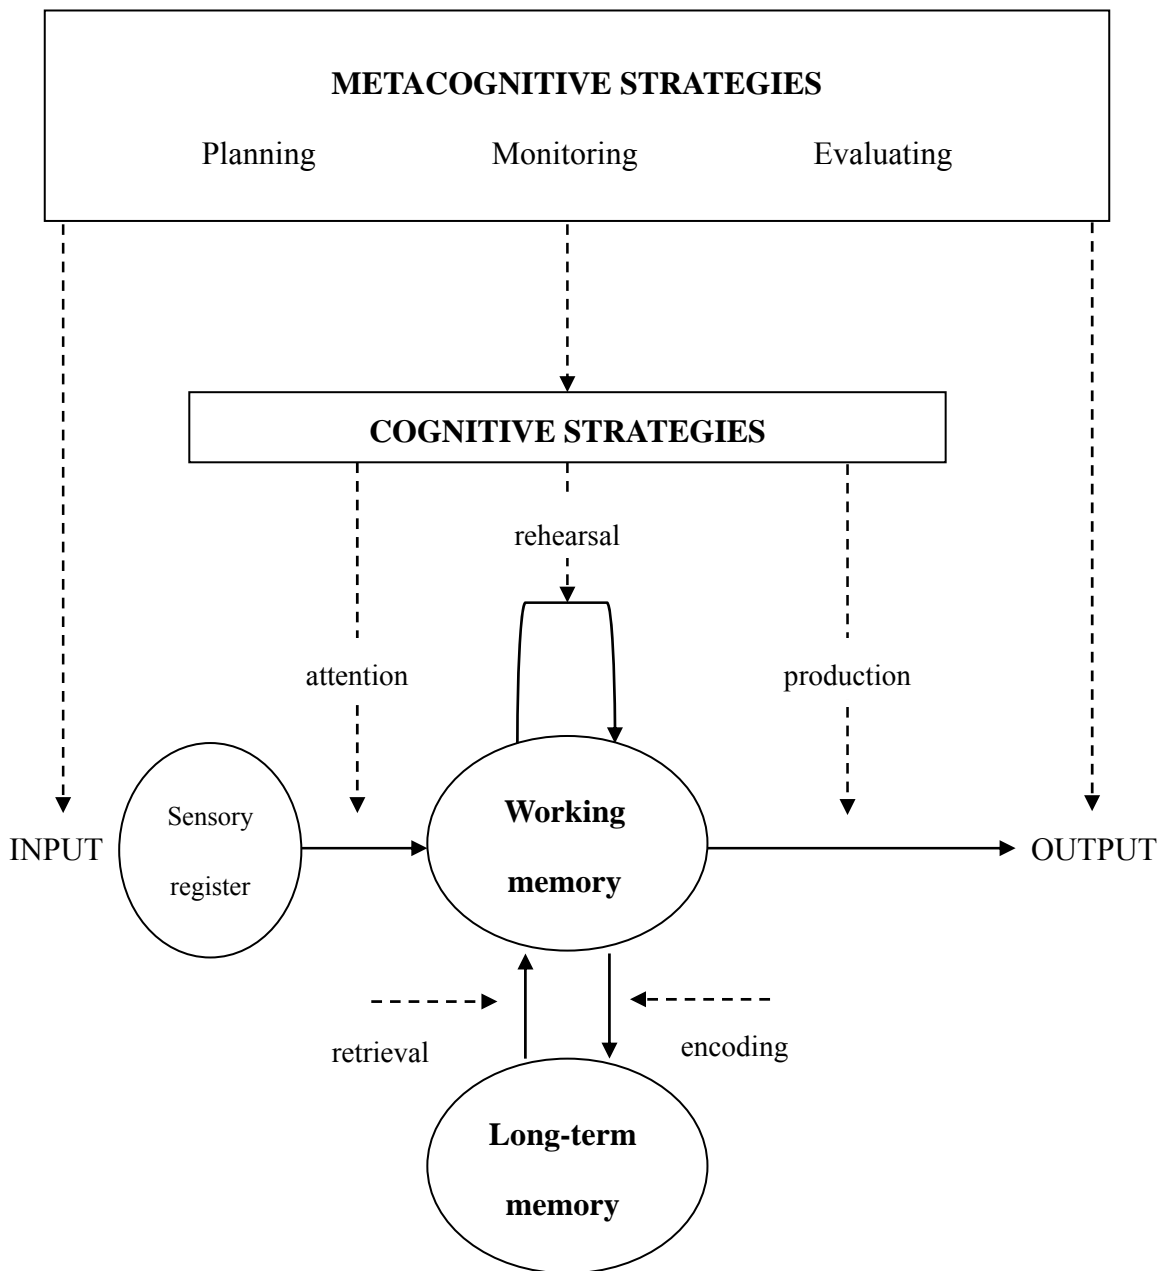 METACOGNITIVE STRATEGIES
Planning Monitoring Evaluating
COGNITIVE STRATEGIES
rehearsal
attention
production
INPUT
Sensory
register
Working
memory
OUTPUT
retrieval
encoding
Long-term
memory